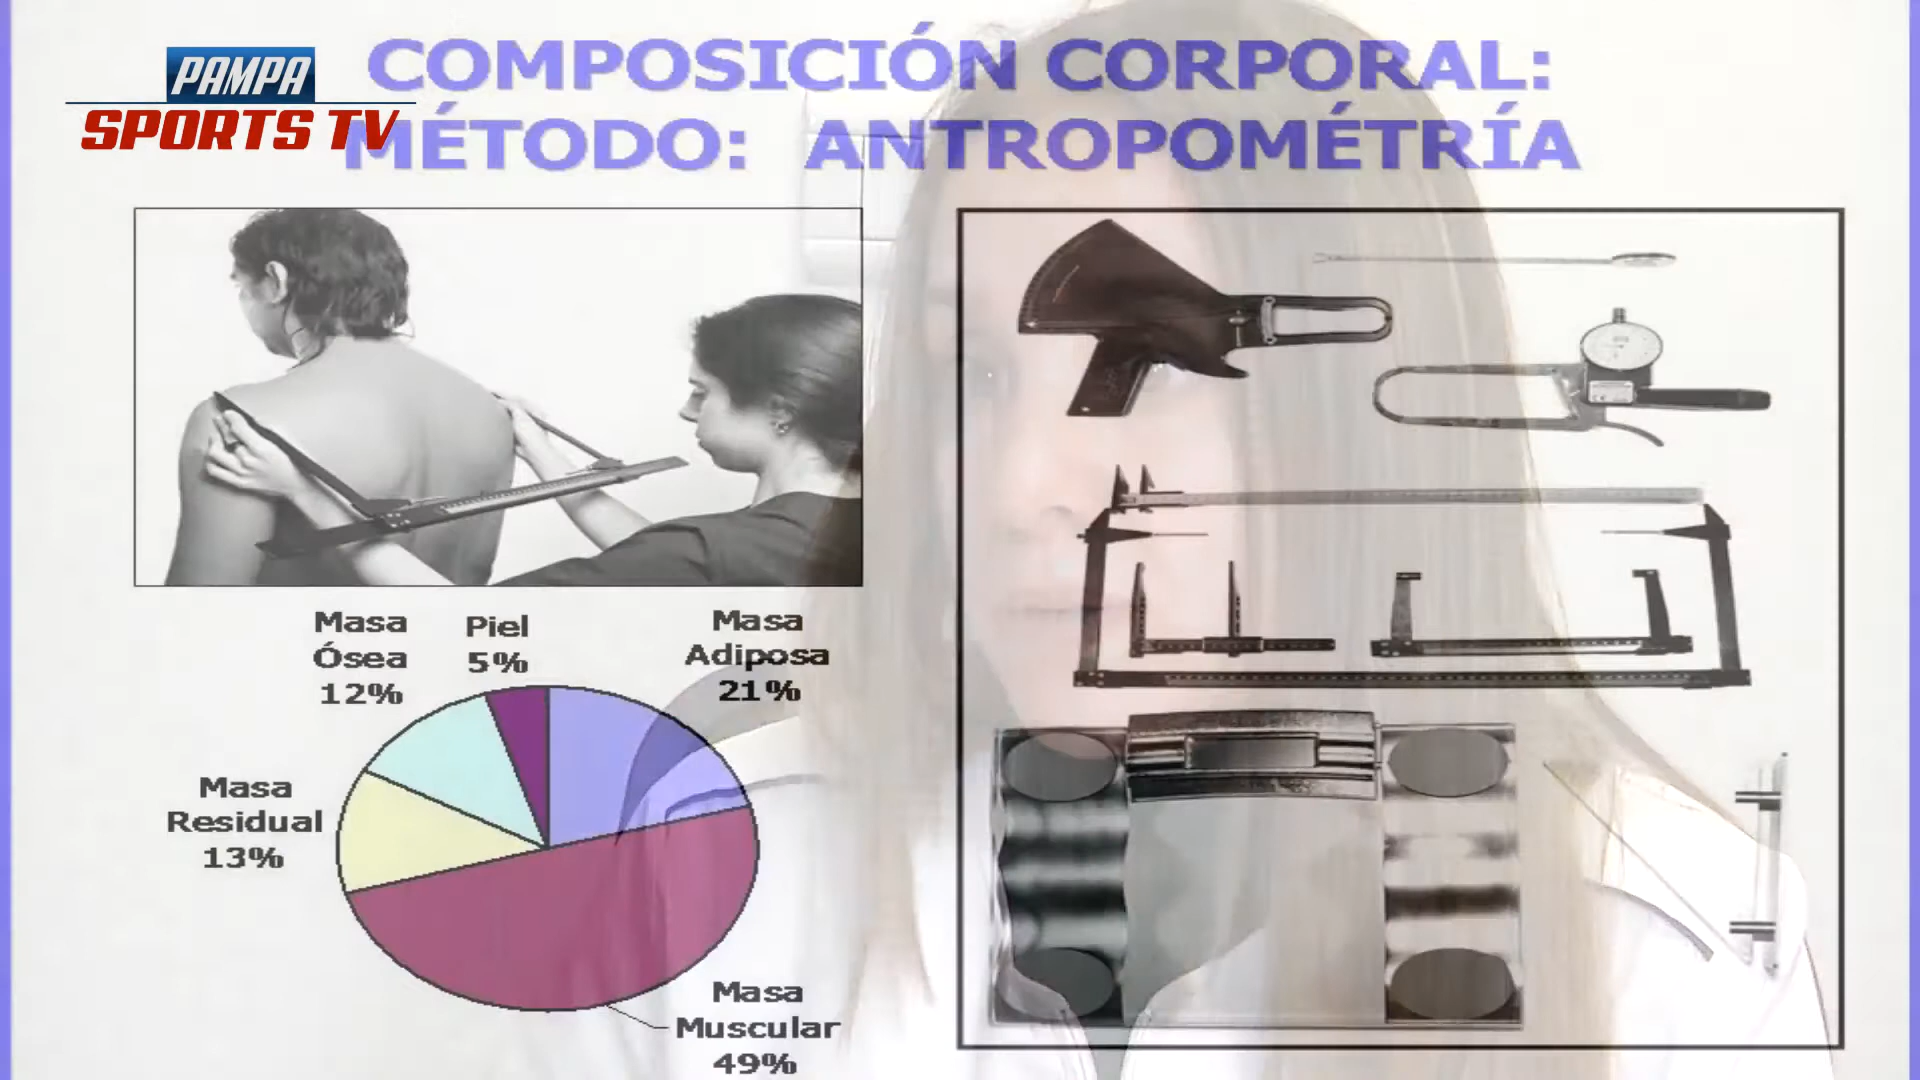 PAMPA
SPORTS TV
COMPOSICIÓN CORPORAL:
MÉTODO: ANTROPOMÉTRÍA
Masa
Ósea
12%
Piel
5%
Masa
Adiposa
21%
Masa
Residual
13%
Masa
Muscular
49%